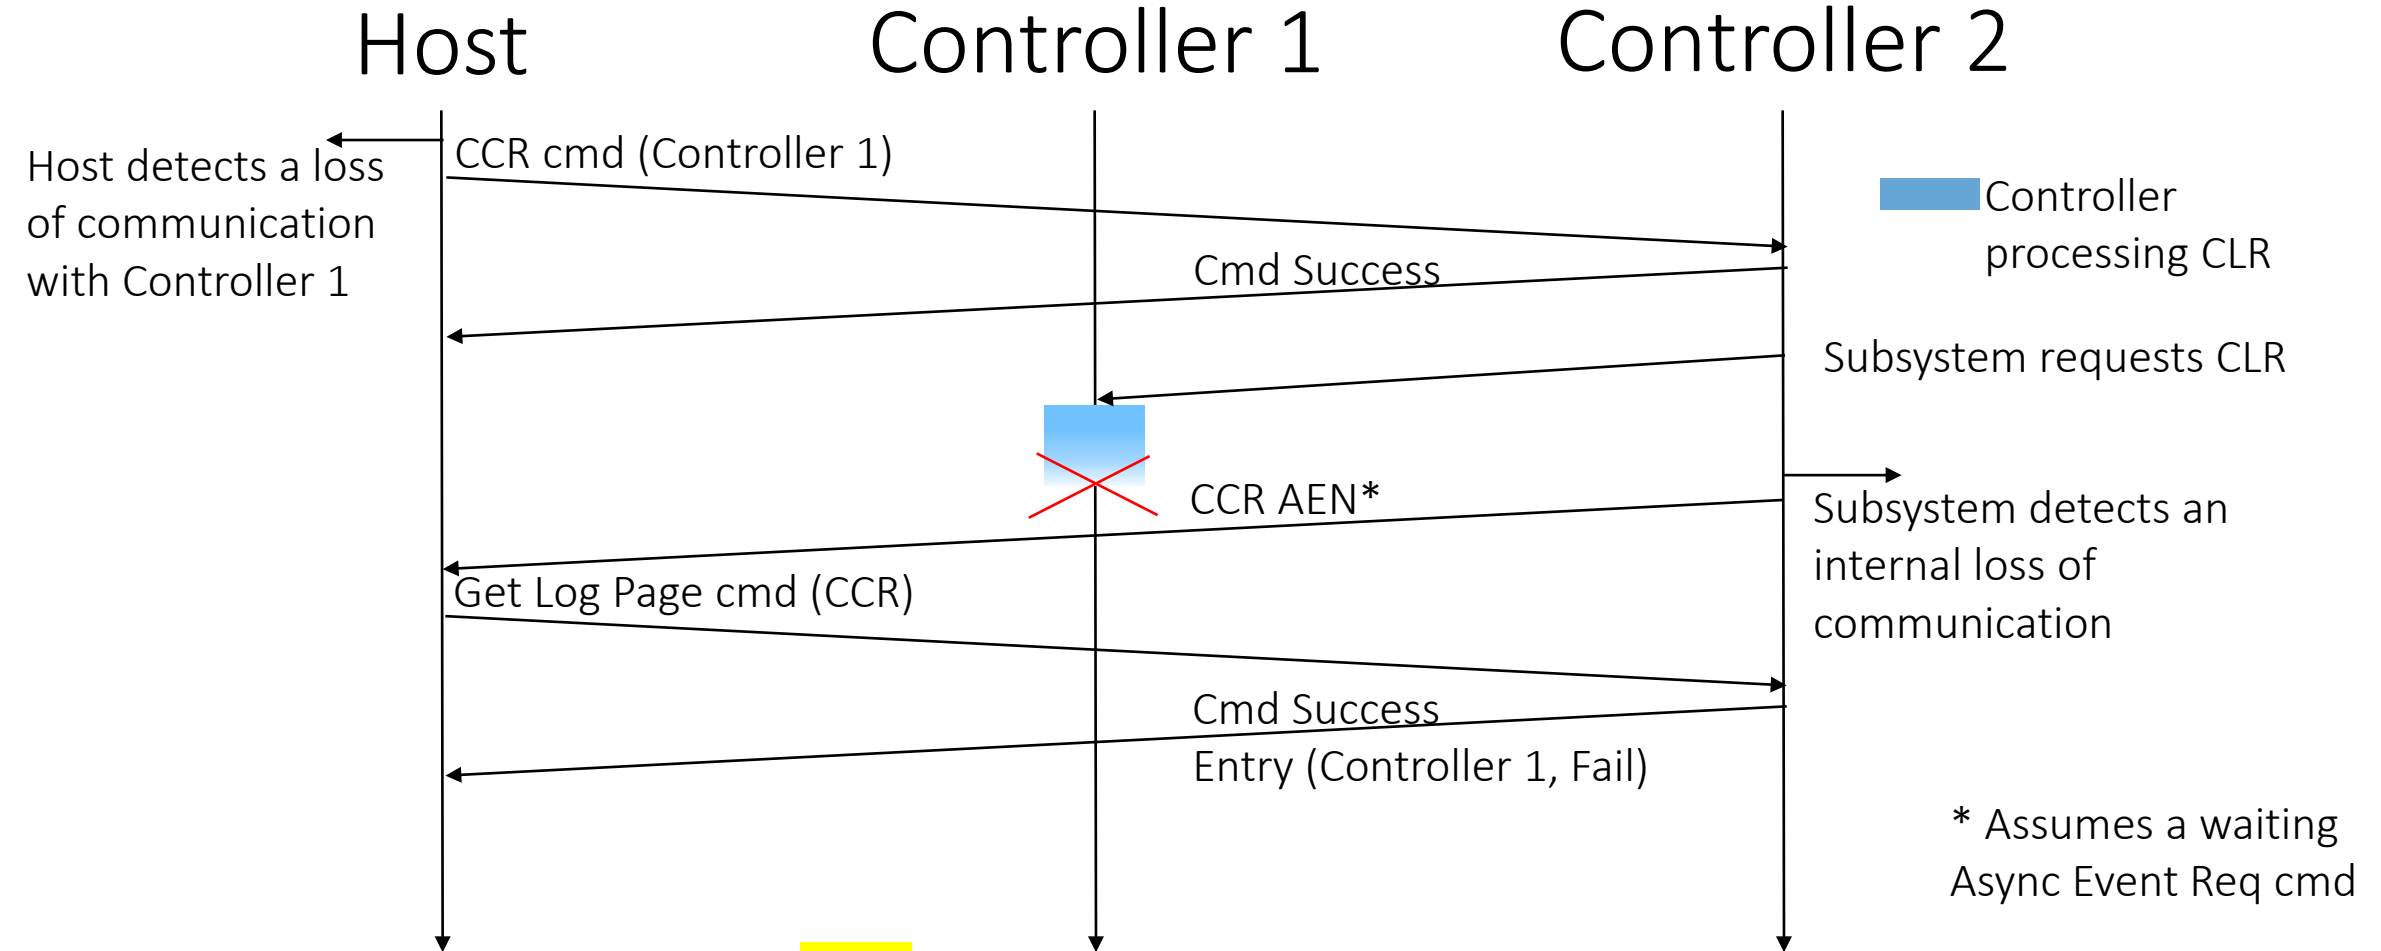 Host
Controller 1
Controller 2
Host detects a loss
of communication
with Controller 1
CCR cmd (Controller 1)
Controller
processing CLR
Cmd Success
Subsystem requests CLR
CCR AEN*
Subsystem detects an
internal loss of
communication
Get Log Page cmd (CCR)
Cmd Success
Entry (Controller 1, Fail)
* Assumes a waiting
Async Event Req cmd